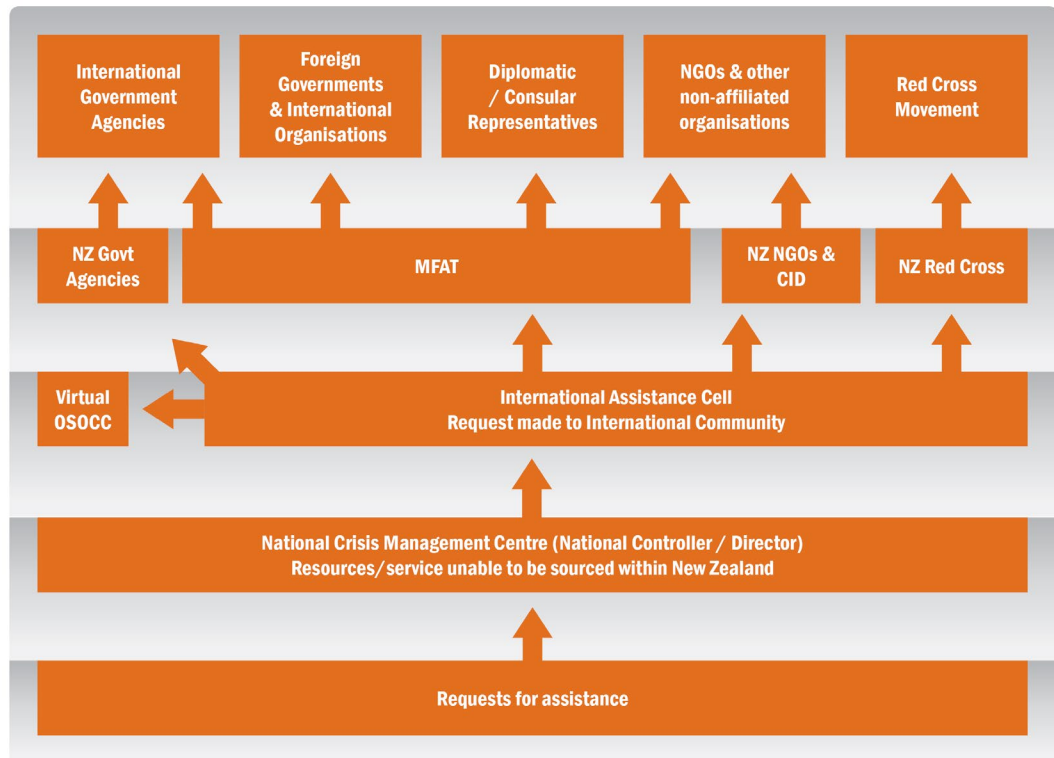 International
Government
Agencies
Foreign
Governments
& International
Organisations
Diplomatic
/ Consular
Representatives
NGOs & other
non-affiliated
organisations
Red Cross
Movement
NZ Govt
Agencies
MFAT
NZ NGOs &
CID
NZ Red Cross
Virtual
OSOCC
International Assistance Cell
Request made to International Community
National Crisis Management Centre (National Controller / Director)
Resources/service unable to be sourced within New Zealand
Requests for assistance